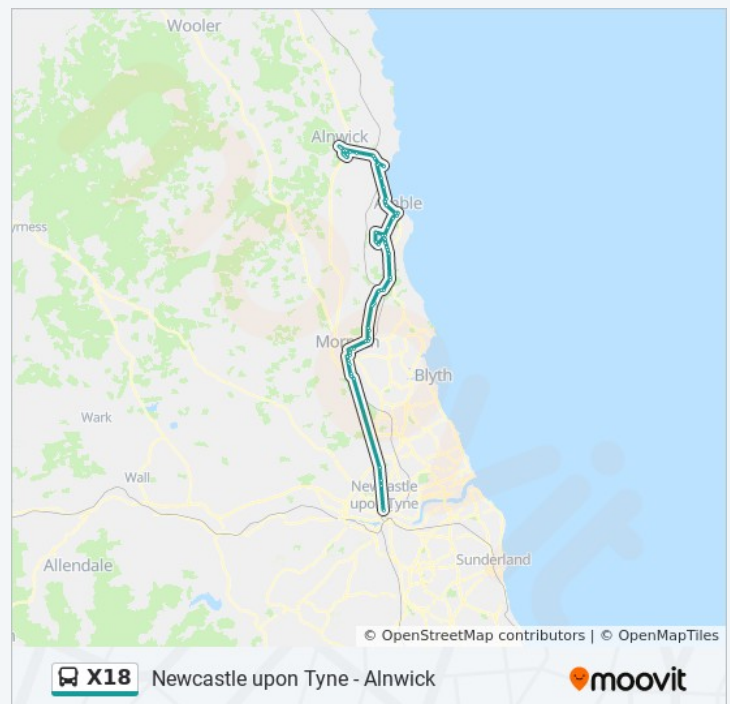 Wooler
Alnwick
Amble
Morpeth
Blyth
Wark
Wall
Newcastle
upon Tyne
Allendale
Sunderland
© OpenStreetMap contributors | © OpenMapTiles
X18 Newcastle upon Tyne - Alnwick
moovit